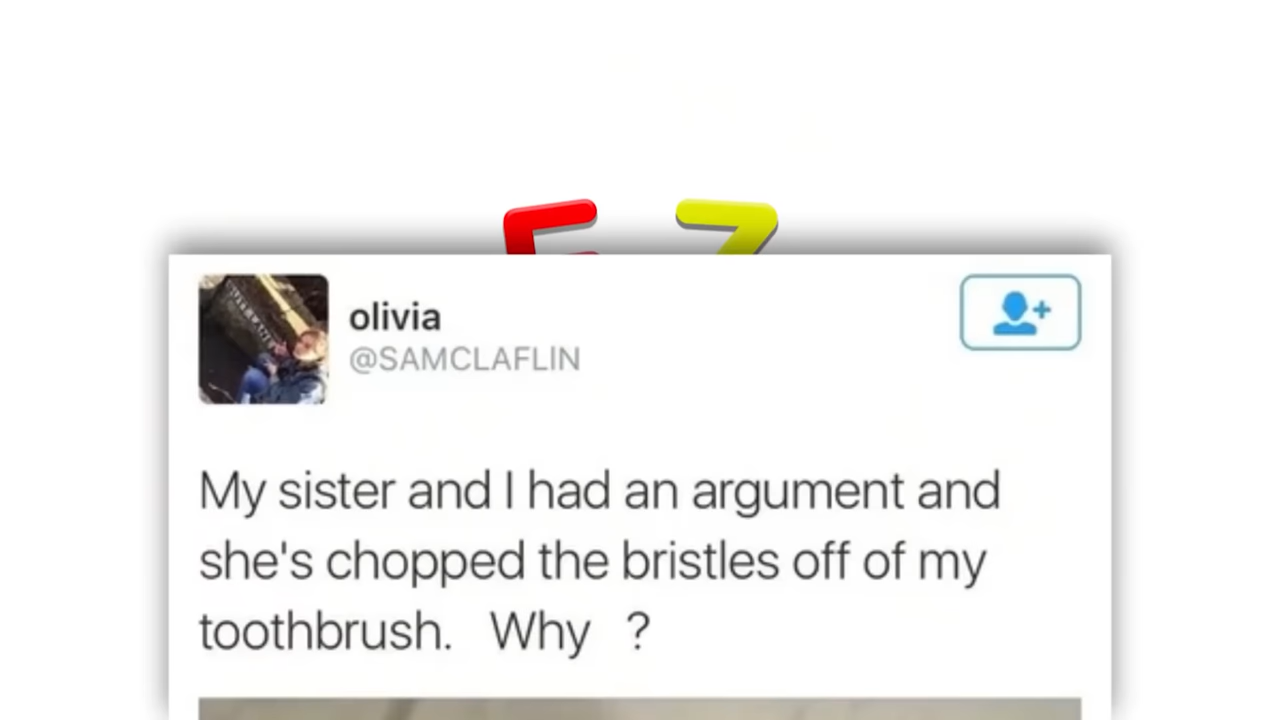 E Z
olivia
@SAMCLAFLIN
My sister and I had an argument and
she's chopped the bristles off of my
toothbrush. Why ?